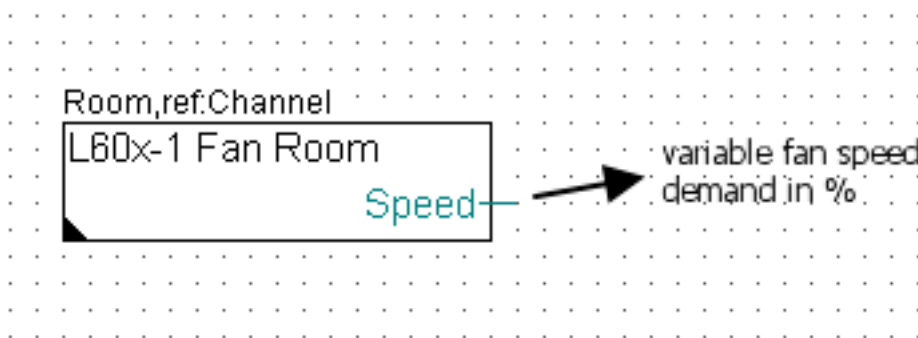 Room,ref:Channel
L60x-1 Fan Room
Speed
variable fan speed
demand in %